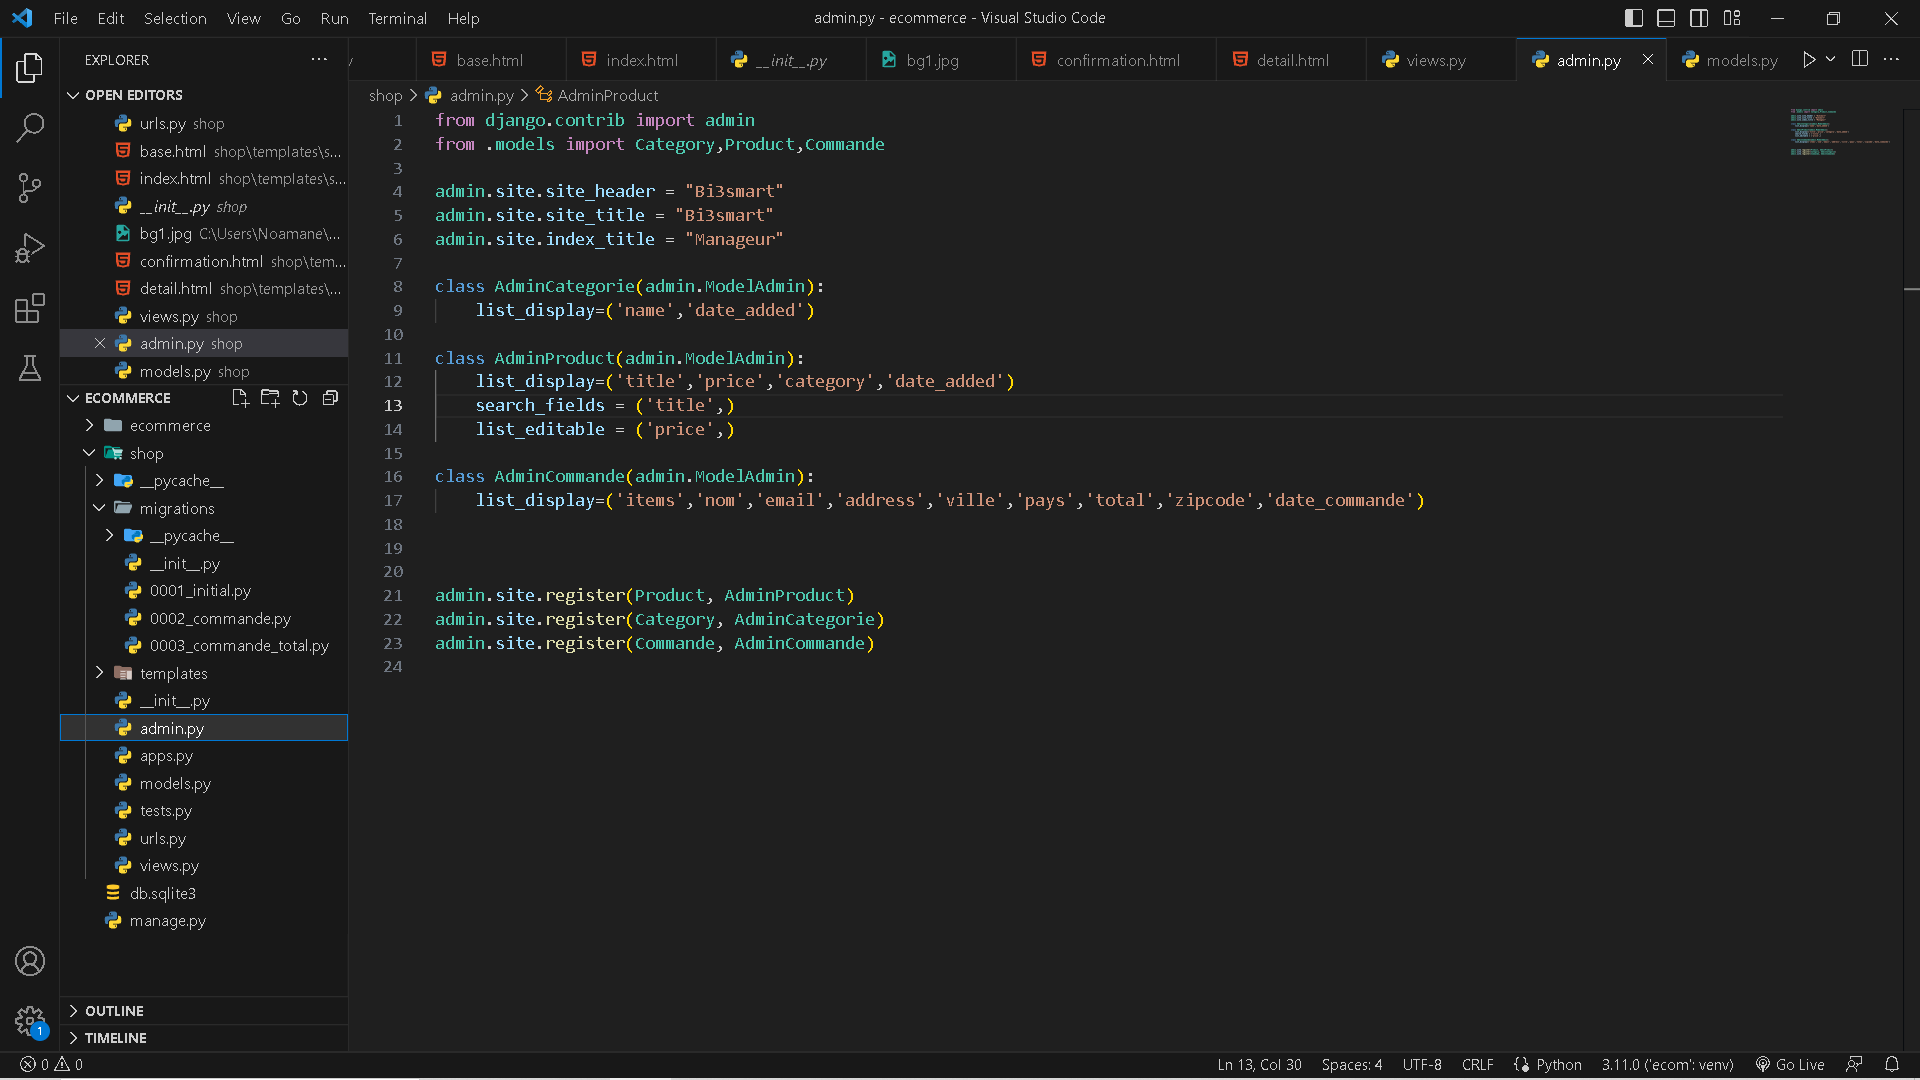 File Edit Selection View Go Run Terminal Help
admin.py - ecommerce - Visual Studio Code
EXPLORER
base.html
index.html
__init__.py
bg1.jpg
confirmation.html
detail.html
views.py
admin.py
models.py
OPEN EDITORS
urls.py shop
base.html shop\templates\s...
index.html shop\templates\s...
__init__.py shop
bg1.jpg C:\Users\Noamane\...
confirmation.html shop\tem...
detail.html shop\templates\...
views.py shop
admin.py shop
models.py shop
ECOMMERCE
ecommerce
shop
__pycache__
migrations
__pycache__
__init__.py
0001_initial.py
0002_commande.py
0003_commande_total.py
templates
__init__.py
admin.py
apps.py
models.py
tests.py
urls.py
views.py
db.sqlite3
manage.py
OUTLINE
TIMELINE
shop > admin.py > AdminProduct
1 from django.contrib import admin
2 from .models import Category,Product,Commande
3
4 admin.site.site_header = "Bi3smart"
5 admin.site.site_title = "Bi3smart"
6 admin.site.index_title = "Manageur"
7
8 class AdminCategorie(admin.ModelAdmin):
9 list_display=('name','date_added')
10
11 class AdminProduct(admin.ModelAdmin):
12 list_display=('title','price','category','date_added')
13 search_fields = ('title',)
14 list_editable = ('price',)
15
16 class AdminCommande(admin.ModelAdmin):
17 list_display=('items','nom','email','address','ville','pays','total','zipcode','date_commande')
18
19
20
21 admin.site.register(Product, AdminProduct)
22 admin.site.register(Category, AdminCategorie)
23 admin.site.register(Commande, AdminCommande)
24
1
0 0
Ln 13, Col 30 Spaces: 4 UTF-8 CRLF Python 3.11.0 ('ecom': venv) Go Live